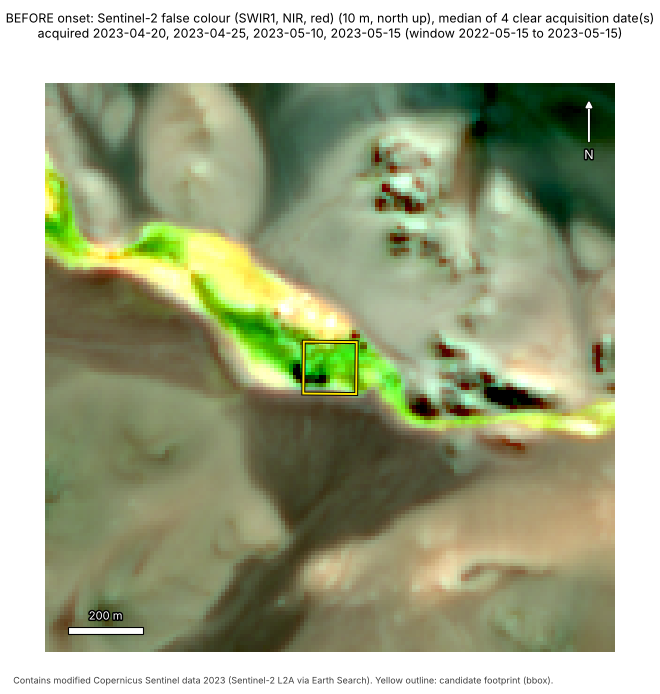 BEFORE onset: Sentinel-2 false colour (SWIR1, NIR, red) (10 m, north up), median of 4 clear acquisition date(s)
acquired 2023-04-20, 2023-04-25, 2023-05-10, 2023-05-15 (window 2022-05-15 to 2023-05-15)
N
200 m
Contains modified Copernicus Sentinel data 2023 (Sentinel-2 L2A via Earth Search). Yellow outline: candidate footprint (bbox).